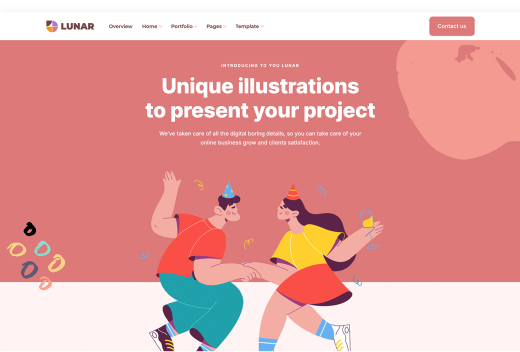 LUNAR
Overview Home Portfolio Pages Template
Contact us
INTRODUCING TO YOU LUNAR
Unique illustrations
to present your project
We've taken care of all the digital boring details, so you can take care of your
online business grow and clients satisfaction.